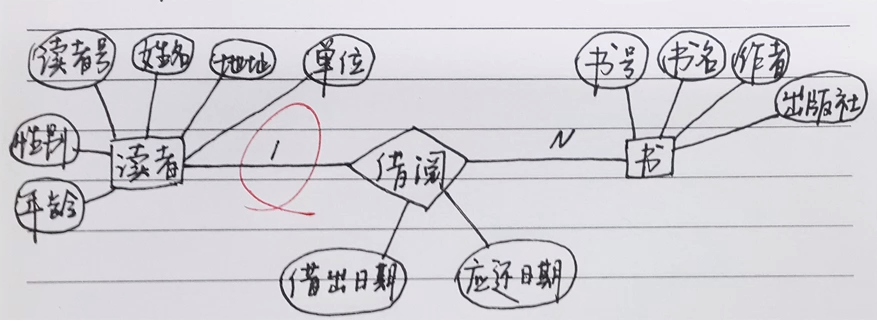 读者号 姓名 地址 单位 书号 书名 作者
出版社
性别 读者 1 借阅 N 书
年龄
借出日期 应还日期